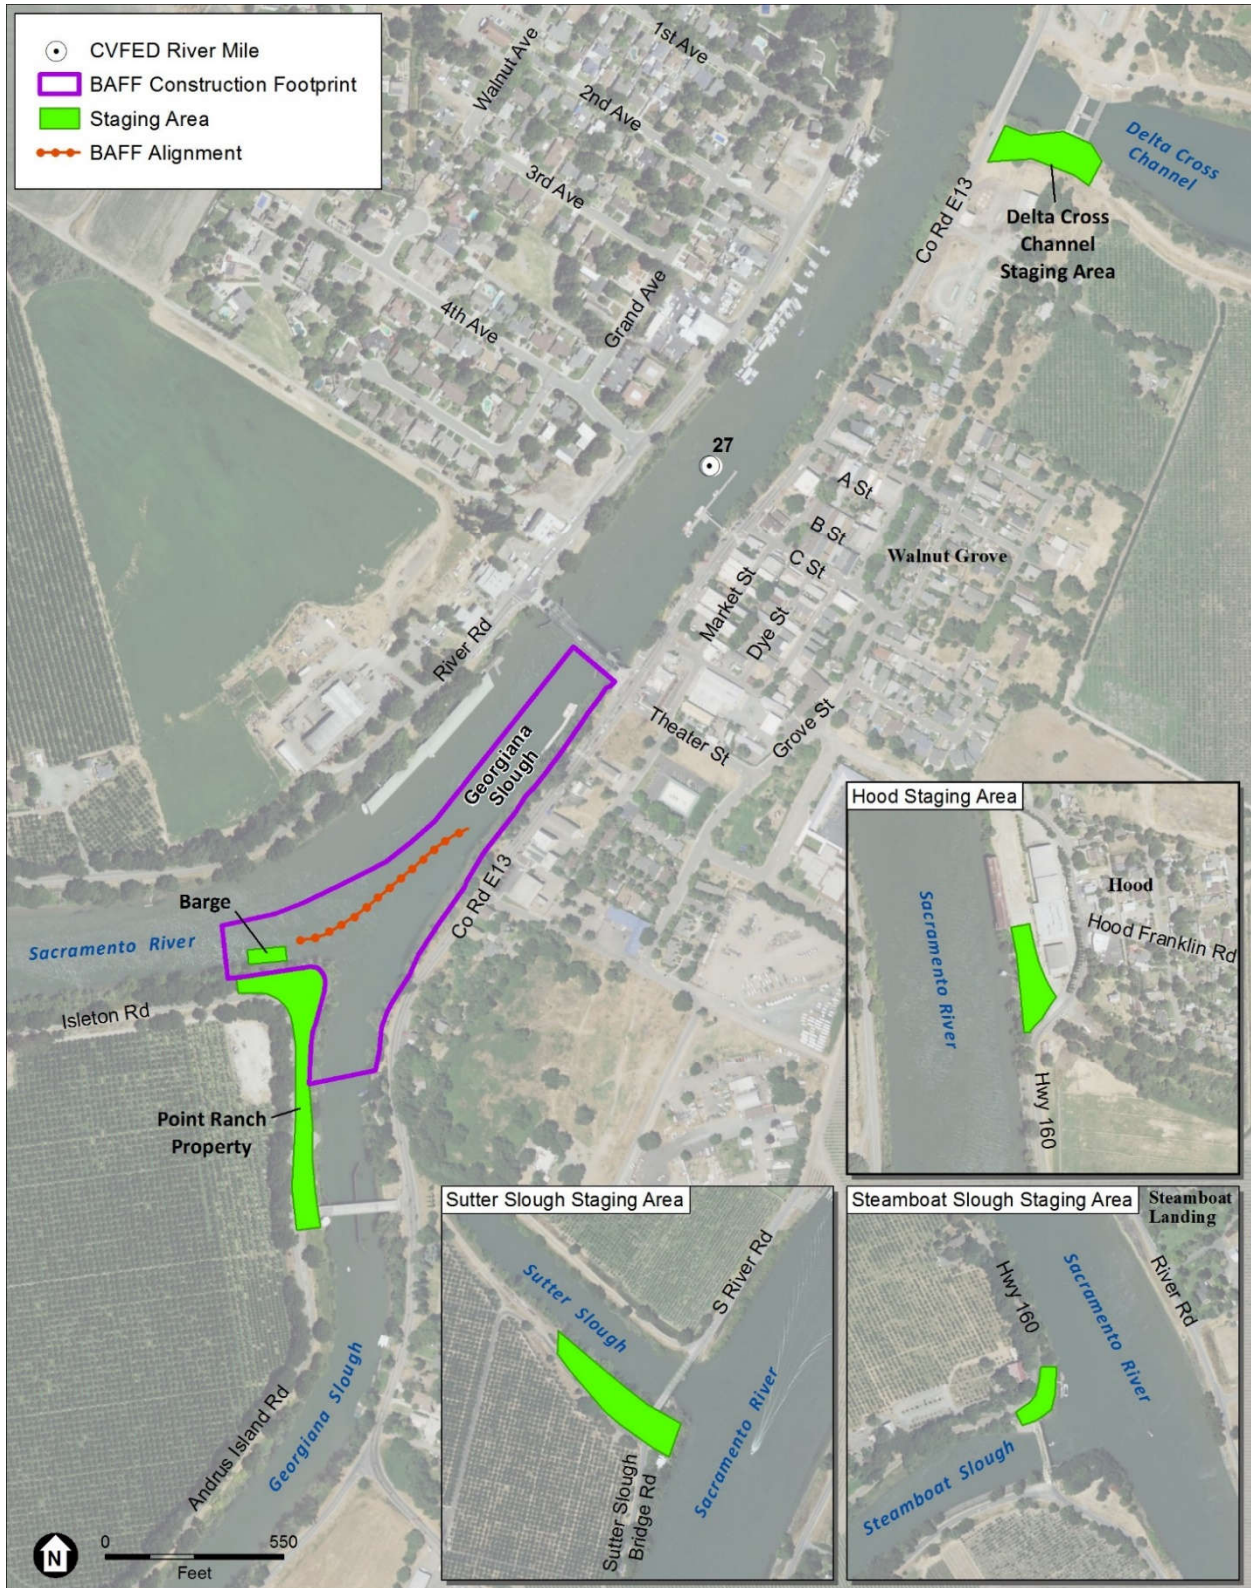 CVFED River Mile
BAFF Construction Footprint
Staging Area
BAFF Alignment
Walnut Ave
1st Ave
2nd Ave
3rd Ave
4th Ave
Grand Ave
Co Rd E13
Delta Cross
Channel
Delta Cross
Channel
Staging Area
27
A St
B St
C St
Walnut Grove
Market St
Dye St
River Rd
Theater St
Grove St
Georgiana
Slough
Co Rd E13
Barge
Sacramento River
Isleton Rd
Point Ranch
Property
Andrus Island Rd
Georgiana Slough
Hood Staging Area
Hood
Hood Franklin Rd
Sacramento River
Hwy 160
Sutter Slough Staging Area
S River Rd
Sutter Slough
Sacramento River
Sutter Slough
Bridge Rd
Steamboat Slough Staging Area
Steamboat
Landing
Hwy 160
Sacramento River
River Rd
Steamboat Slough
N
0
550
Feet